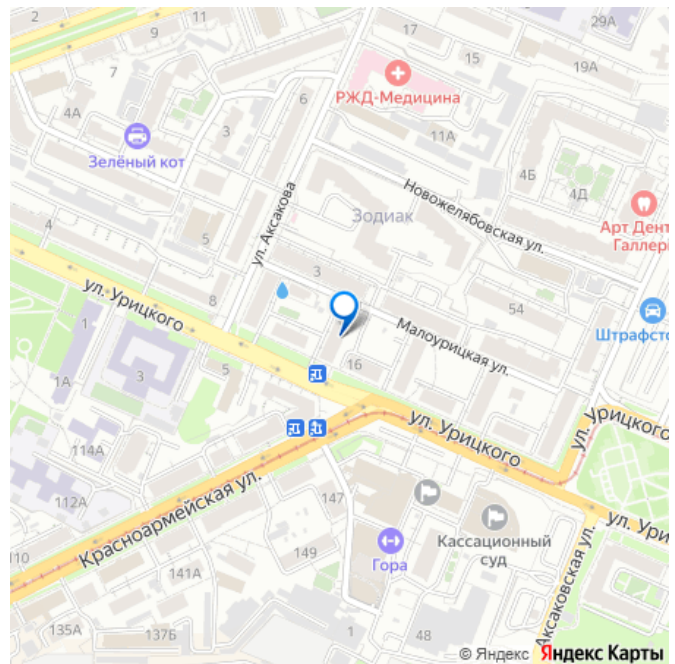 2
11
9
17
29А
7
15
19А
РЖД-Медицина
4А
6
3
11А
Зелёный кот
4Б
4Д
Новожелябовская ул.
Зодиак
Арт Дент
Галлери
ул. Аксакова
4
5
3
ул. Урицкого
8
54
1
Малоурицкая ул.
Штрафсто
1А
3
5
16
ул. Урицкого
ул. Урицкого
114А
112А
Красноармейская ул.
147
Кассационный
суд
ул. Ури
Гора
110
149
141А
Аксаковская ул.
135А
137Б
1
48
© Яндекс Яндекс Карты